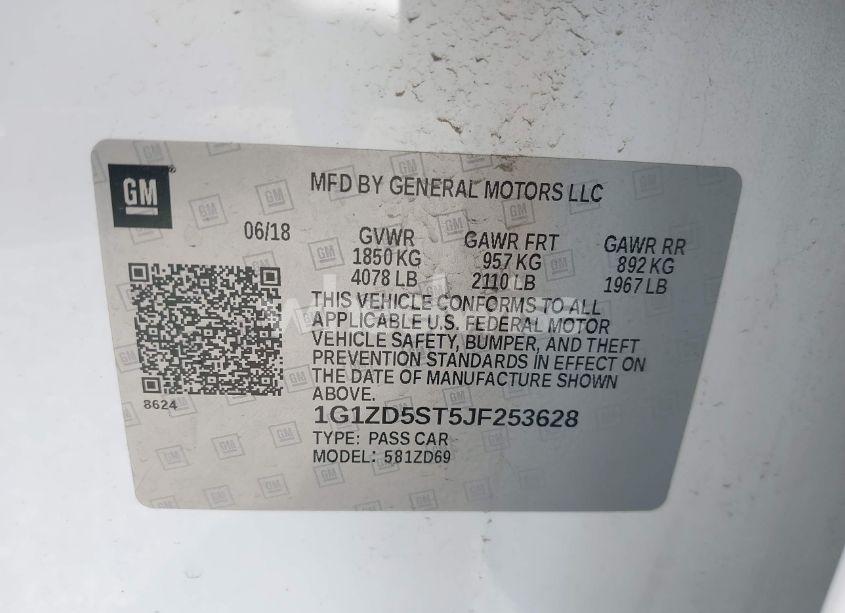 GM
MFD BY GENERAL MOTORS LLC
06/18 GVWR GAWR FRT GAWR RR
1850 KG 957 KG 892 KG
4078 LB 2110 LB 1967 LB
THIS VEHICLE CONFORMS TO ALL
APPLICABLE U.S. FEDERAL MOTOR
VEHICLE SAFETY, BUMPER, AND THEFT
PREVENTION STANDARDS IN EFFECT ON
THE DATE OF MANUFACTURE SHOWN
ABOVE.
8624
1G1ZD5ST5JF253628
TYPE: PASS CAR
MODEL: 581ZD69